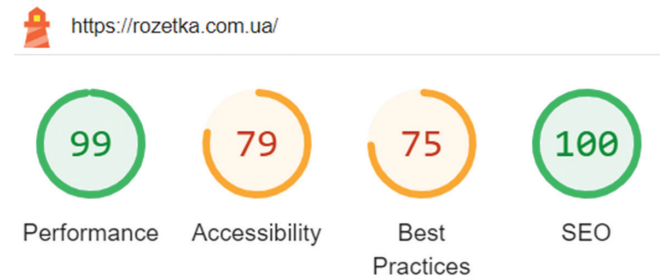 https://rozetka.com.ua/
99 79 75 100
Performance Accessibility Best Practices SEO